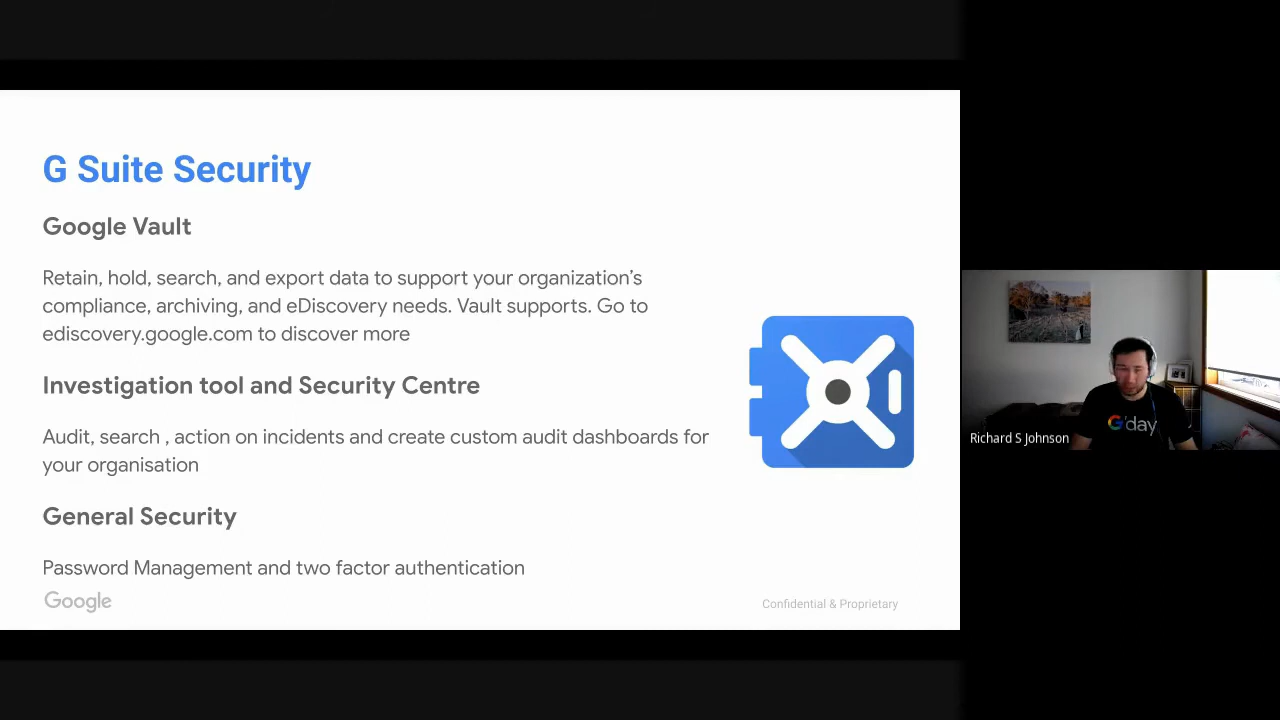 G Suite Security
Google Vault
Retain, hold, search, and export data to support your organization's
compliance, archiving, and eDiscovery needs. Vault supports. Go to
ediscovery.google.com to discover more
Investigation tool and Security Centre
Audit, search , action on incidents and create custom audit dashboards for
your organisation
General Security
Password Management and two factor authentication
Google
Confidential & Proprietary
G'day
Richard S Johnson